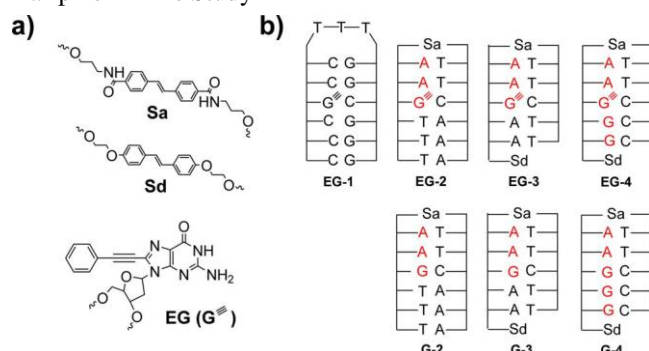 Study
a)
O
NH
O
O
HN
O
Sa
O
O
O
O
Sd
O
N
NH
N
N
NH₂
O
O
O
EG (G≡)
b)
T T T
Sa Sa Sa
C G A T A T A T
C G A T A T A T
G≡C G≡C G≡C G≡C
C G T A A T G C
C G T A A T G C
C G T A Sd Sd
EG-1 EG-2 EG-3 EG-4
Sa Sa Sa
A T A T A T
A T A T A T
G C G C G C
T A A T G C
T A A T G C
T A Sd Sd
G-2 G-3 G-4